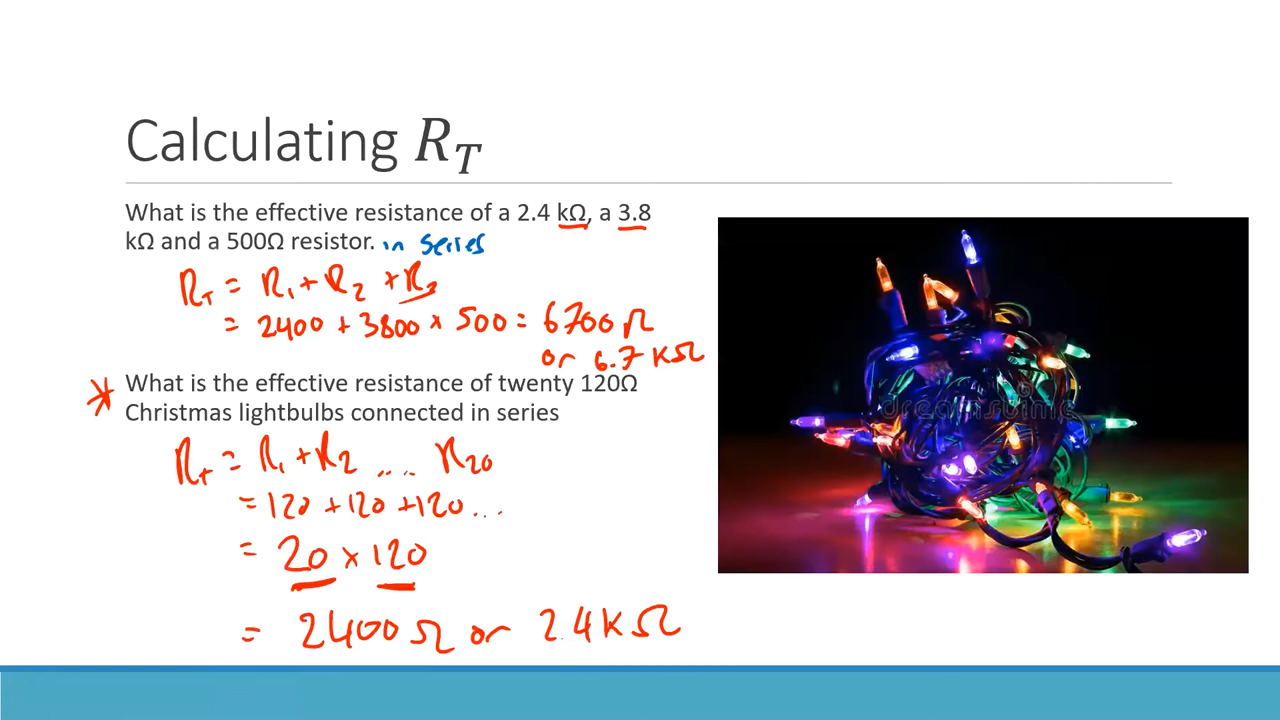 Calculating R_T
What is the effective resistance of a 2.4 kΩ, a 3.8
kΩ and a 500Ω resistor. in series
R_T = R_1 + R_2 + R_3
= 2400 + 3800 + 500 = 6700 Ω
or 6.7 KΩ
* What is the effective resistance of twenty 120Ω
Christmas lightbulbs connected in series
R_T = R_1 + R_2 .... R_20
= 120 + 120 + 120 ...
= 20 × 120
= 2400 Ω or 2.4 K Ω
dreamstime